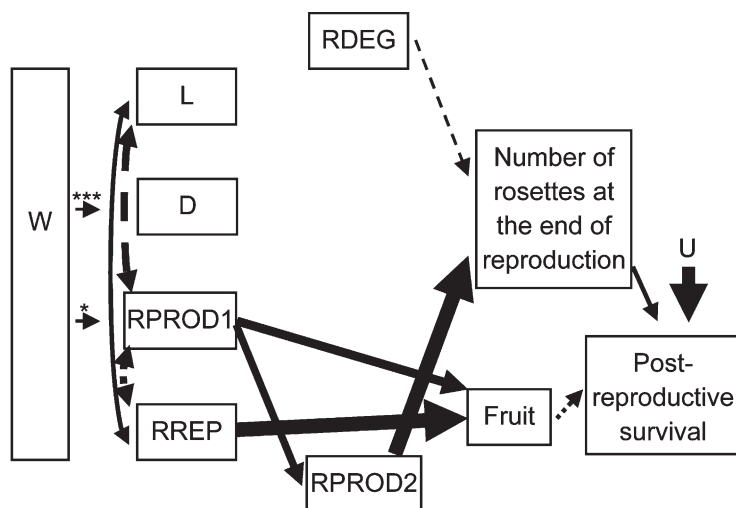 RDEG
L
Number of
rosettes at
the end of
reproduction
***
D
W
U
*
RPROD1
Post-
reproductive
survival
Fruit
RREP
RPROD2